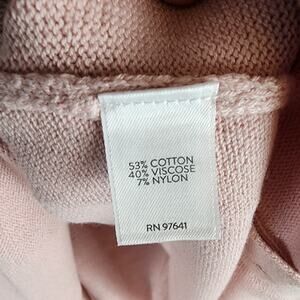 53% COTTON
40% VISCOSE
7% NYLON
RN 97641